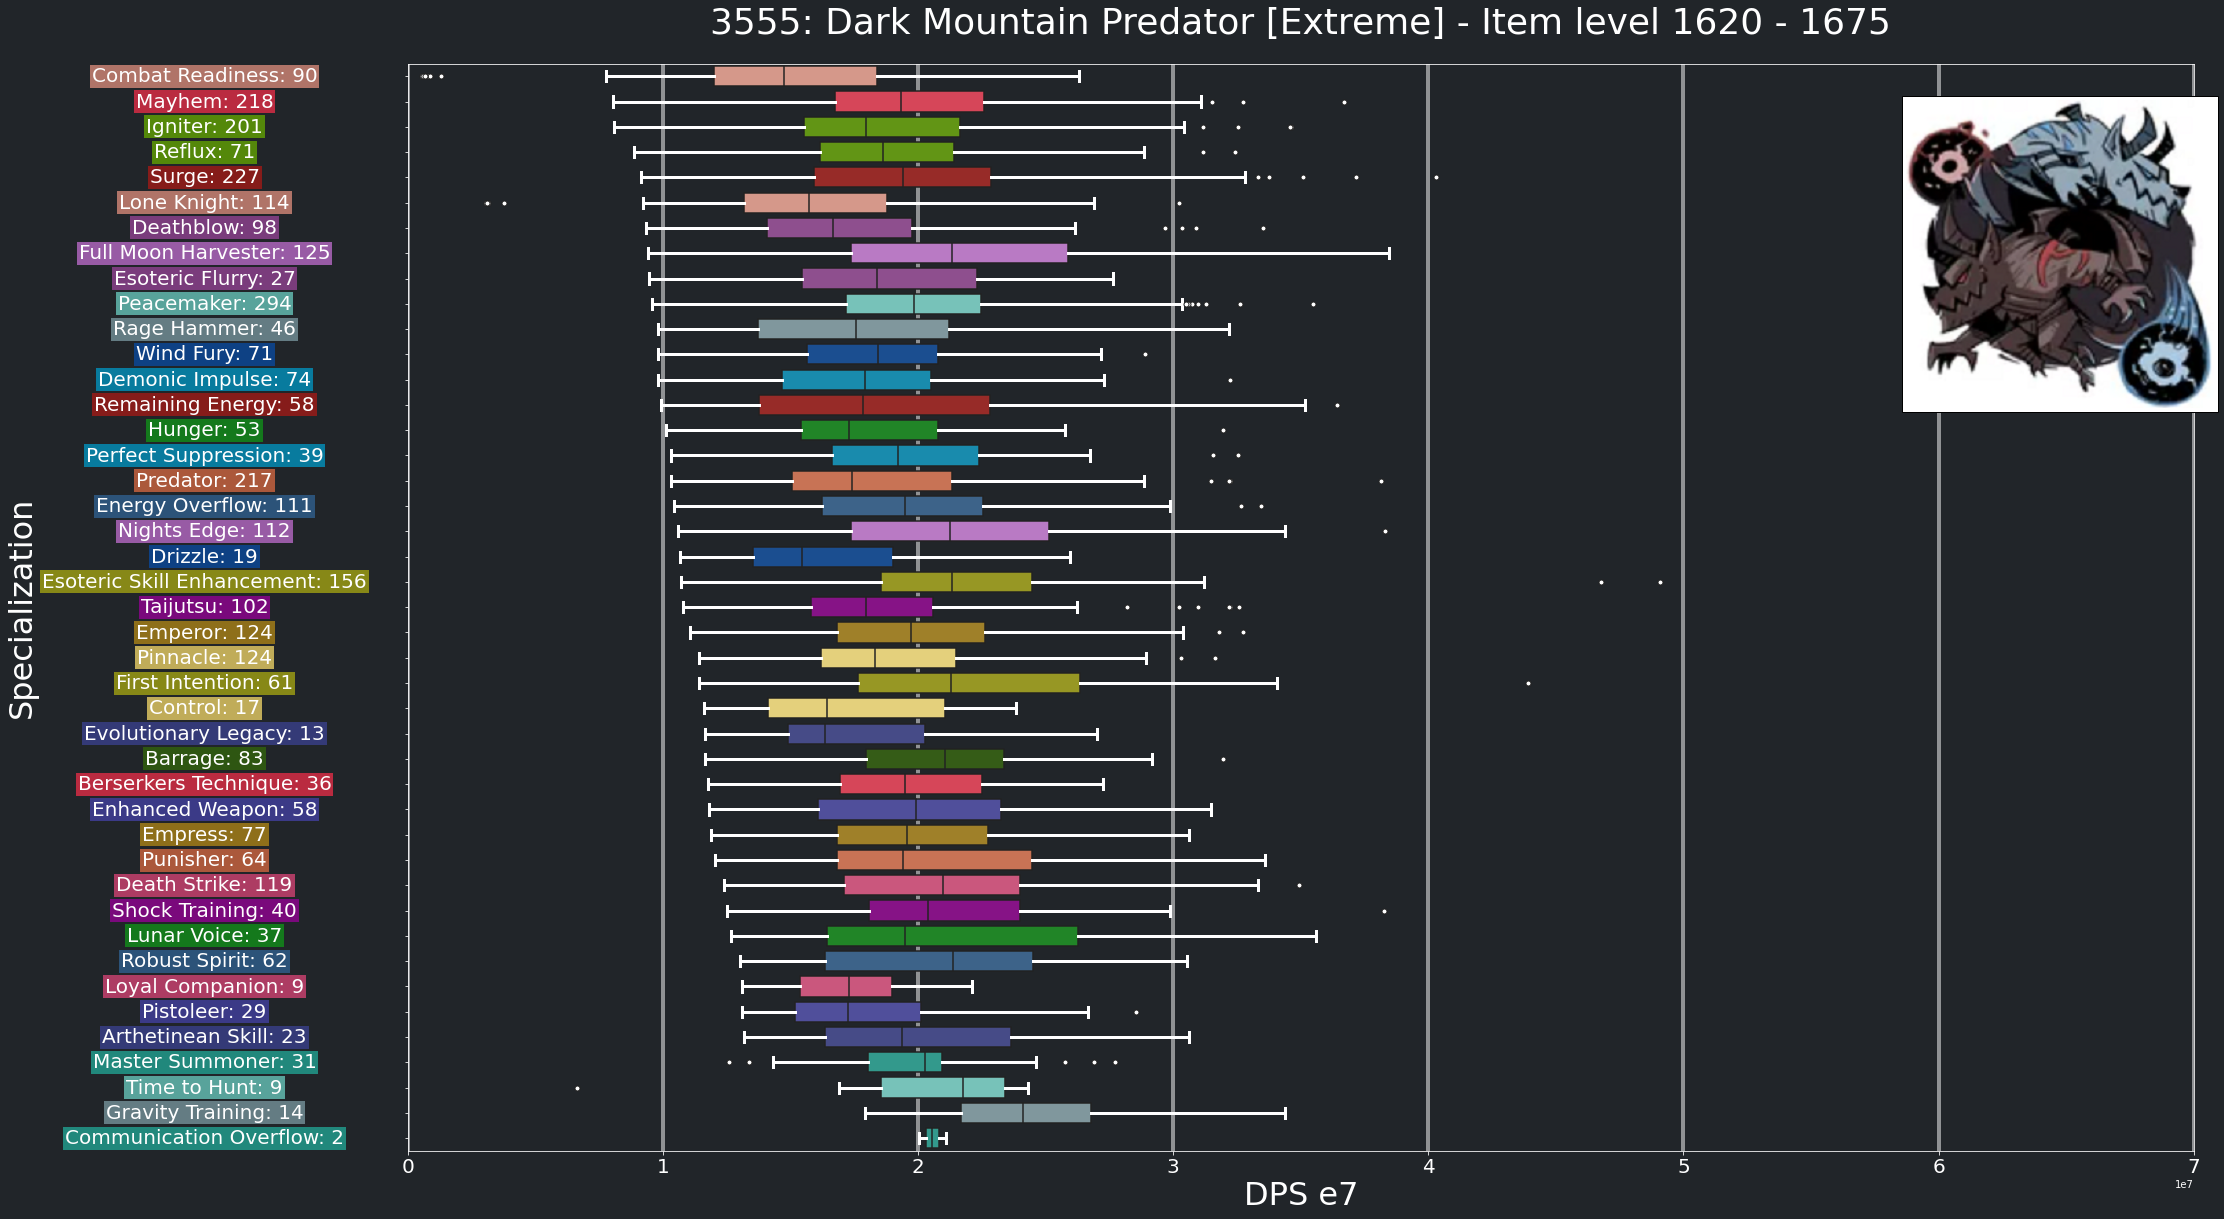 3555: Dark Mountain Predator [Extreme] - Item level 1620 - 1675
Combat Readiness: 90
Mayhem: 218
Igniter: 201
Reflux: 71
Surge: 227
Lone Knight: 114
Deathblow: 98
Full Moon Harvester: 125
Esoteric Flurry: 27
Peacemaker: 294
Rage Hammer: 46
Wind Fury: 71
Demonic Impulse: 74
Remaining Energy: 58
Hunger: 53
Perfect Suppression: 39
Predator: 217
Energy Overflow: 111
Nights Edge: 112
Drizzle: 19
Esoteric Skill Enhancement: 156
Taijutsu: 102
Emperor: 124
Pinnacle: 124
First Intention: 61
Control: 17
Evolutionary Legacy: 13
Barrage: 83
Berserkers Technique: 36
Enhanced Weapon: 58
Empress: 77
Punisher: 64
Death Strike: 119
Shock Training: 40
Lunar Voice: 37
Robust Spirit: 62
Loyal Companion: 9
Pistoleer: 29
Arthetinean Skill: 23
Master Summoner: 31
Time to Hunt: 9
Gravity Training: 14
Communication Overflow: 2
Specialization
0 1 2 3 4 5 6 7
DPS e7
1e7